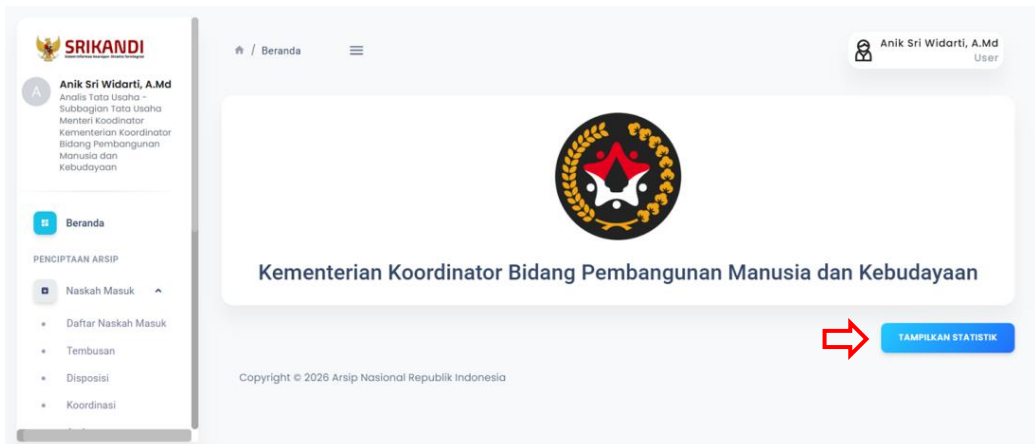 SRIKANDI
A
Anik Sri Widarti, A.Md
Analis Tata Usaha -
Subbagian Tata Usaha
Menteri Koodinator
Kementerian Koordinator
Bidang Pembangunan
Manusia dan
Kebudayaan
Beranda
PENCIPTAAN ARSIP
Naskah Masuk
Daftar Naskah Masuk
Tembusan
Disposisi
Koordinasi
/ Beranda
Anik Sri Widarti, A.Md
User
Kementerian Koordinator Bidang Pembangunan Manusia dan Kebudayaan
TAMPILKAN STATISTIK
Copyright © 2026 Arsip Nasional Republik Indonesia